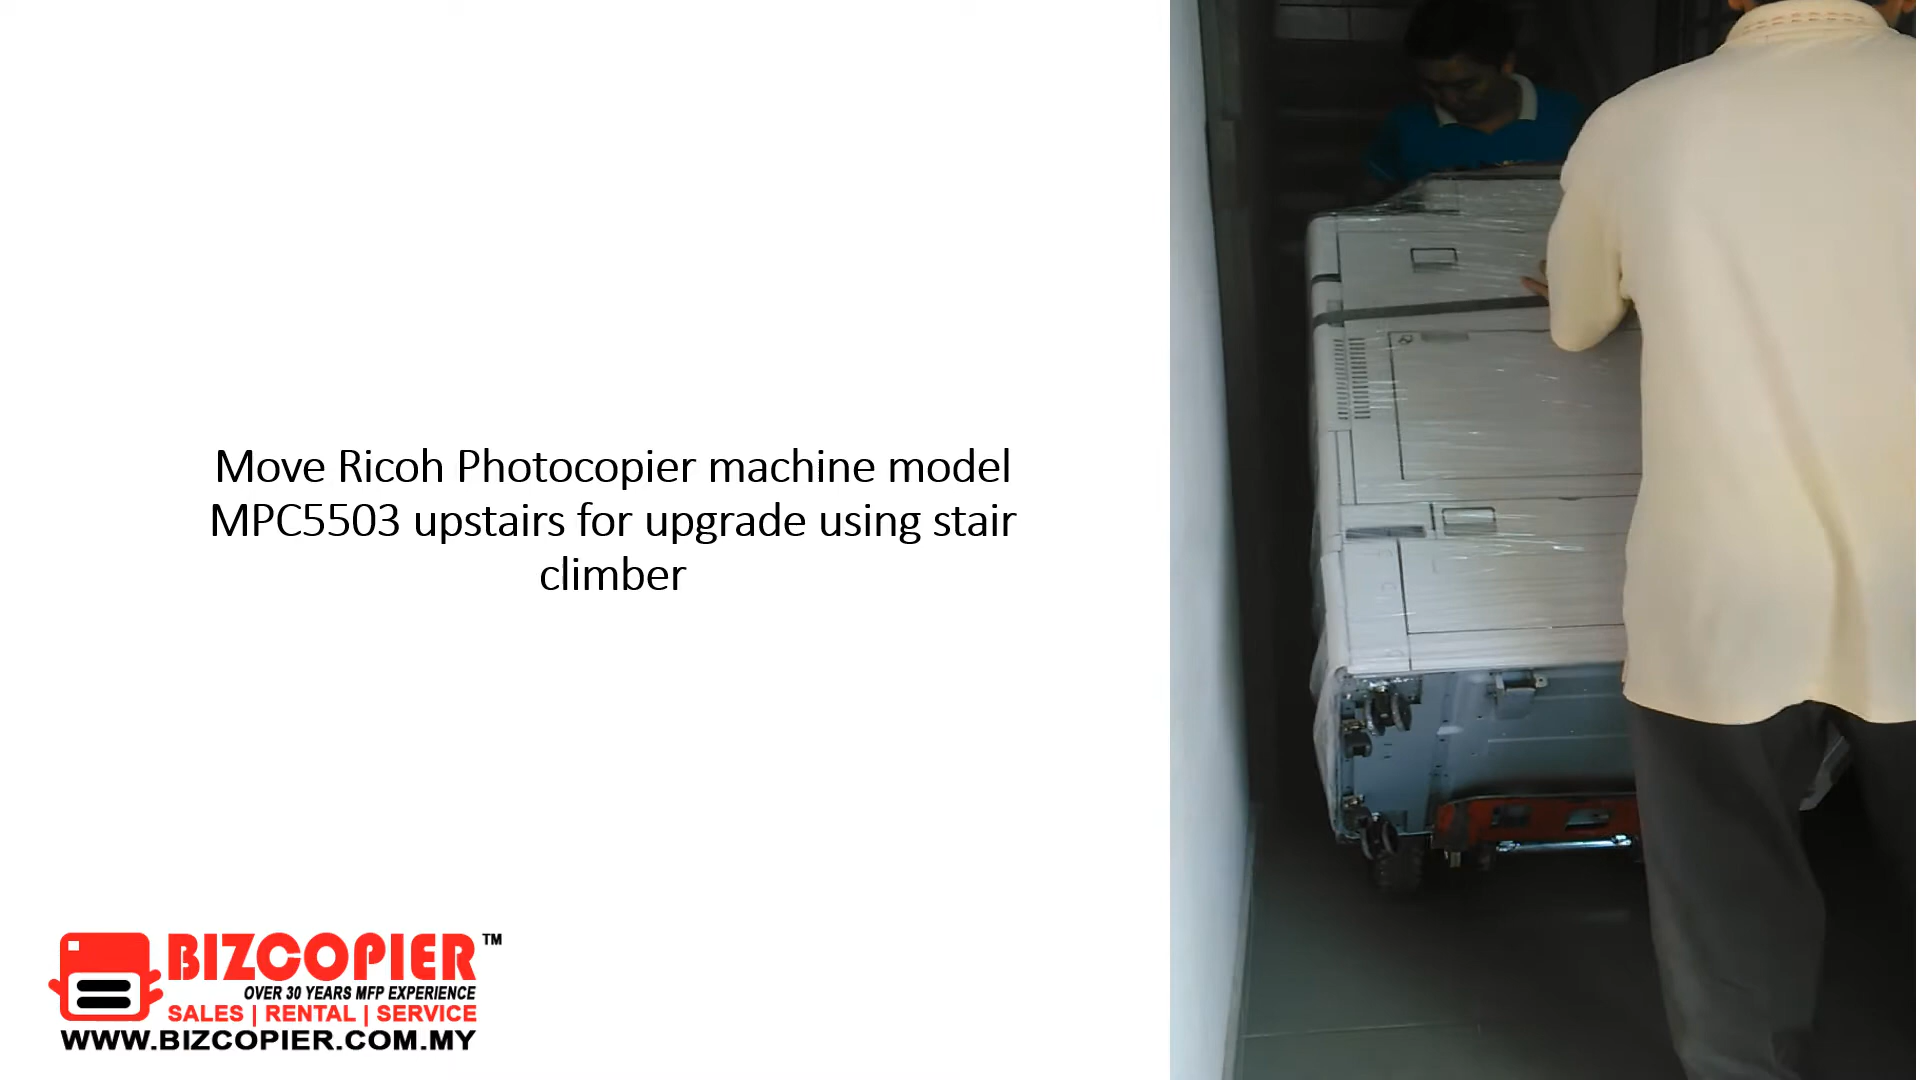 Move Ricoh Photocopier machine model
MPC5503 upstairs for upgrade using stair
climber
BIZCOPIER™
OVER 30 YEARS MFP EXPERIENCE
SALES | RENTAL | SERVICE
WWW.BIZCOPIER.COM.MY